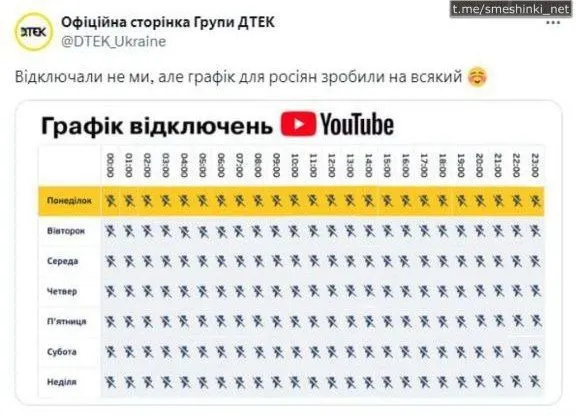 t.me/smeshinki_net
ДТЕК
Офіційна сторінка Групи ДТЕК
@DTEK_Ukraine
Відключали не ми, але графік для росіян зробили на всякий
Графік відключень YouTube
00:00 01:00 02:00 03:00 04:00 05:00 06:00 07:00 08:00 09:00 10:00 11:00 12:00 13:00 14:00 15:00 16:00 17:00 18:00 19:00 20:00 21:00 22:00 23:00
Понеділок
Вівторок
Середа
Четвер
П'ятниця
Субота
Неділя